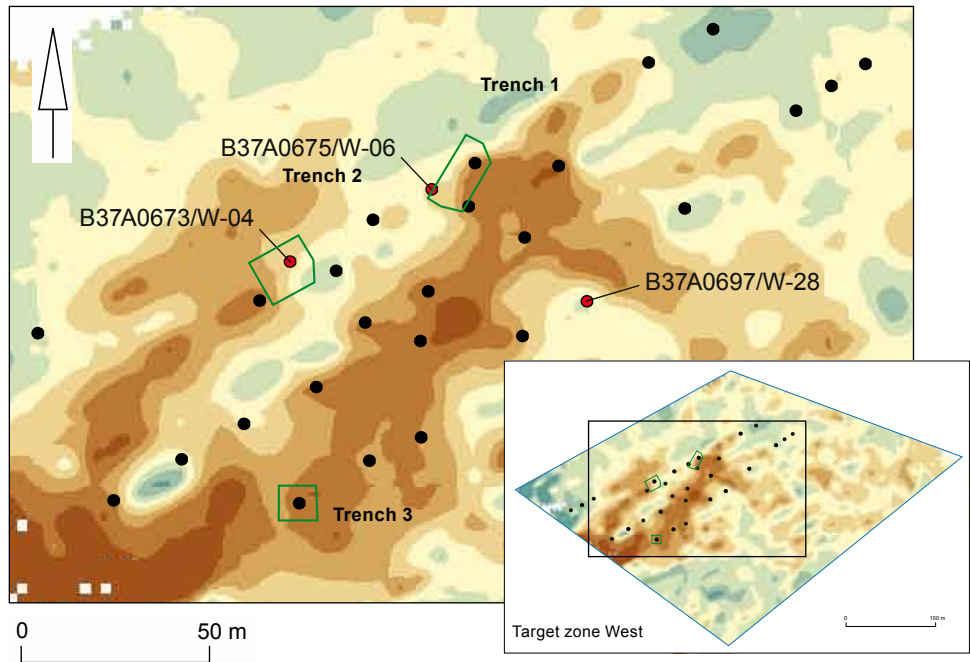 Trench 1
B37A0675/W-06
Trench 2
B37A0673/W-04
B37A0697/W-28
Trench 3
0 50 m
Target zone West
0 100 m